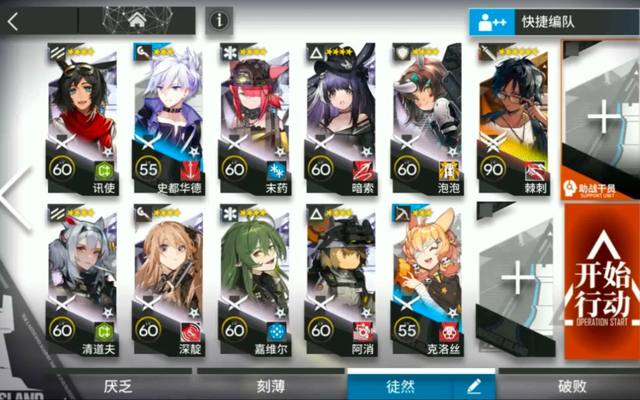 快捷编队
60
讯使
55
史都华德
60
末药
60
暗索
60
泡泡
90
棘刺
助战干员
SUPPORT UNIT
60
清道夫
60
深靛
60
嘉维尔
60
阿消
55
克洛丝
开始
行动
OPERATION START
厌乏
刻薄
徒然
破败
ISLAND